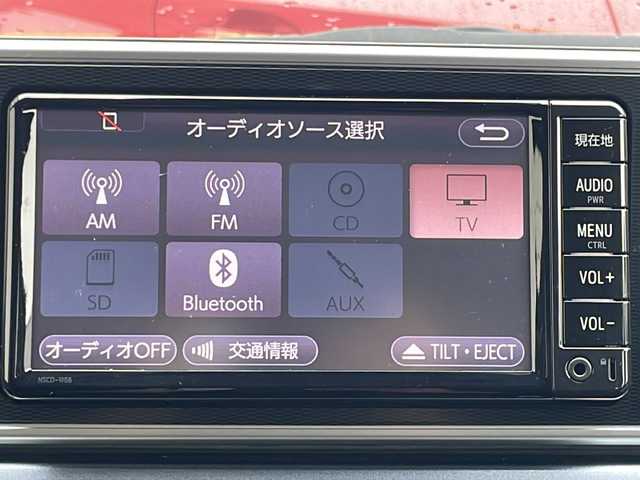 オーディオソース選択
AM
FM
CD
TV
SD
Bluetooth
AUX
オーディオOFF
交通情報
TILT・EJECT
現在地
AUDIO
PWR
MENU
CTRL
VOL+
VOL-